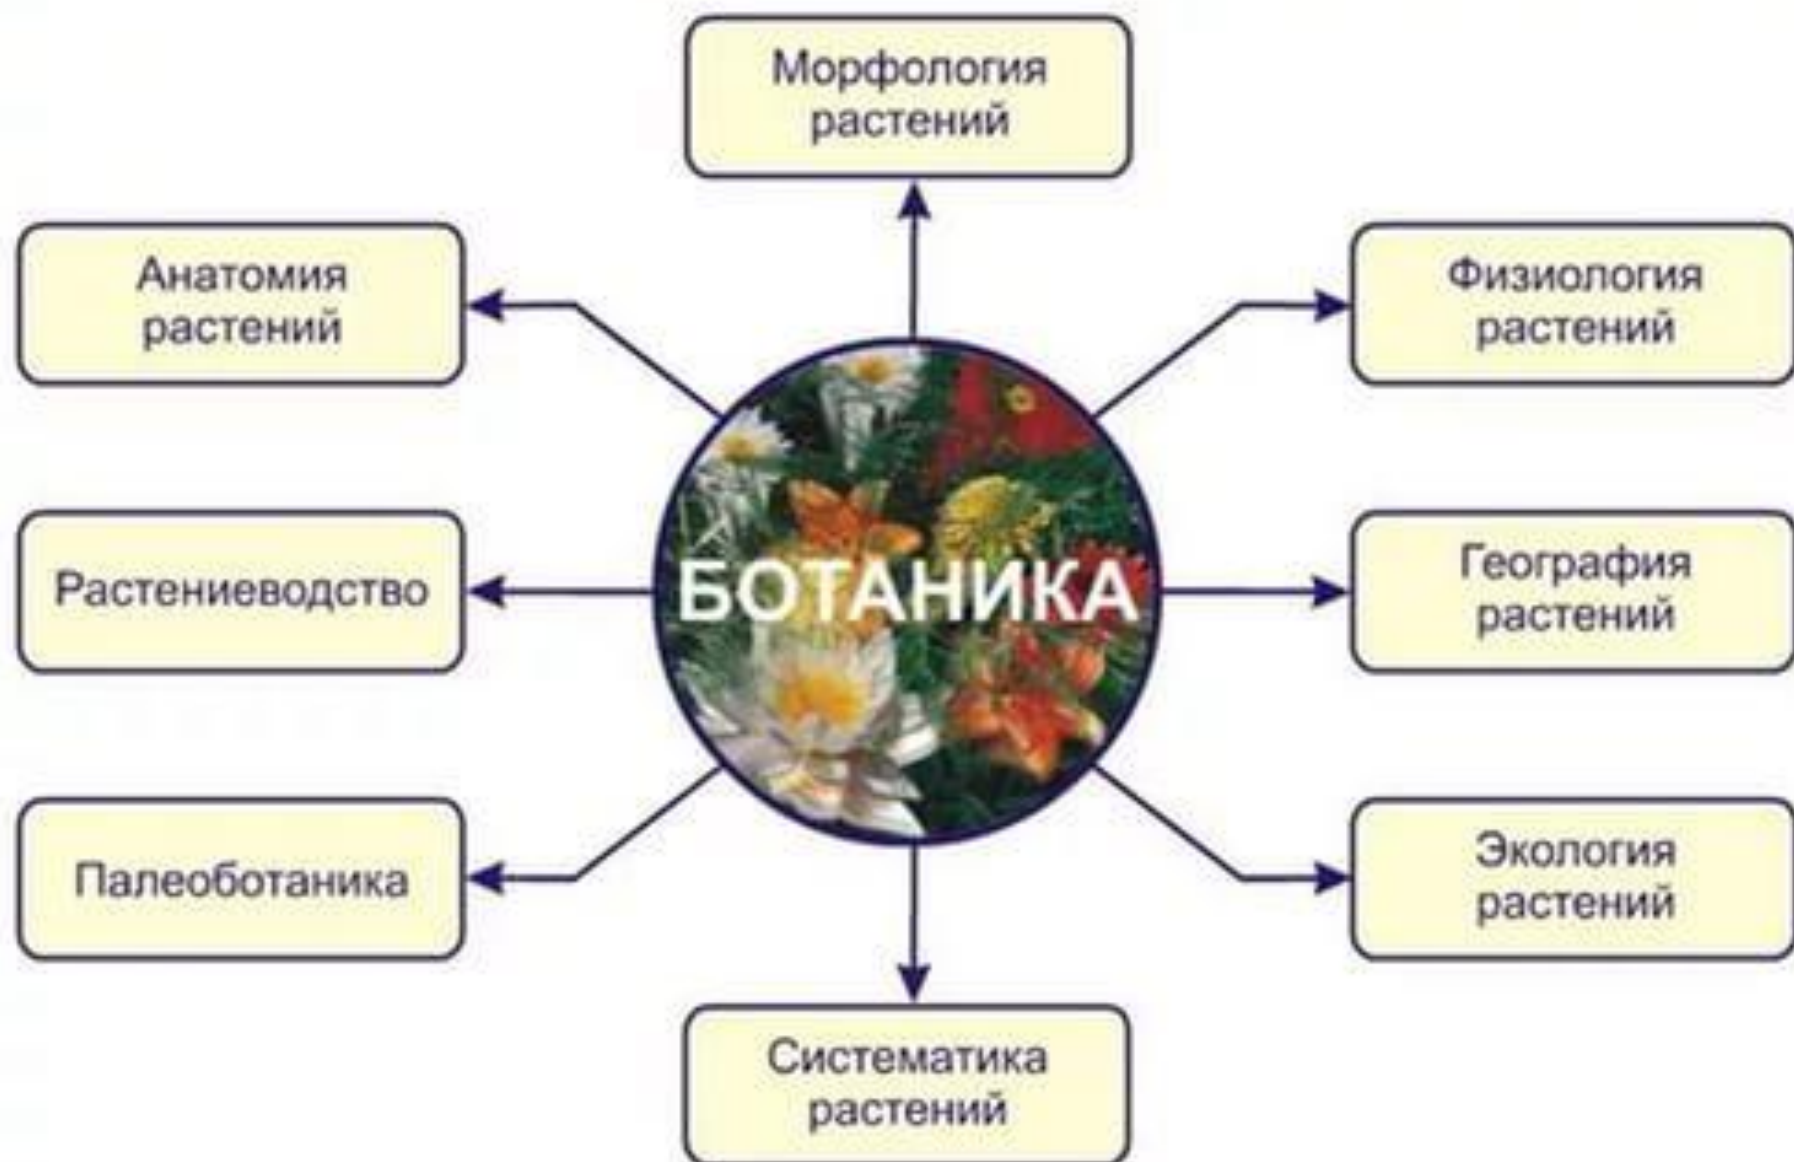 Морфология
растений
Анатомия
растений
Физиология
растений
Растениеводство
БОТАНИКА
География
растений
Палеоботаника
Экология
растений
Систематика
растений